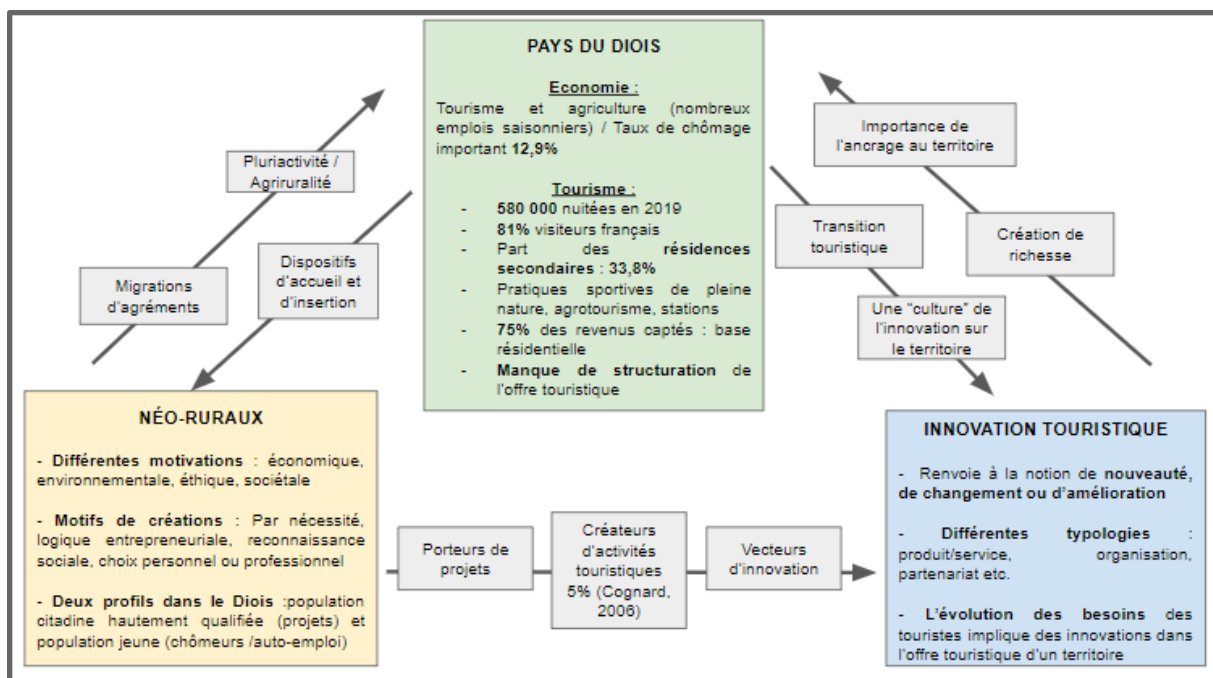 PAYS DU DIOIS
Economie :
Tourisme et agriculture (nombreux
emplois saisonniers) / Taux de chômage
important 12,9%
Tourisme :
- 580 000 nuitées en 2019
- 81% visiteurs français
- Part des résidences
secondaires : 33,8%
- Pratiques sportives de pleine
nature, agrotourisme, stations
- 75% des revenus captés : base
résidentielle
- Manque de structuration de
l'offre touristique
Pluriactivité /
Agriruralité
Migrations
d'agréments
Dispositifs
d'accueil et
d'insertion
Importance de
l'ancrage au territoire
Création de
richesse
Transition
touristique
Une "culture" de
l'innovation sur
le territoire
NÉO-RURAUX
- Différentes motivations : économique,
environnementale, éthique, sociétale
- Motifs de créations : Par nécessité,
logique entrepreneuriale, reconnaissance
sociale, choix personnel ou professionnel
- Deux profils dans le Diois :population
citadine hautement qualifiée (projets) et
population jeune (chômeurs /auto-emploi)
Porteurs de
projets
Créateurs
d'activités
touristiques
5% (Cognard,
2006)
Vecteurs
d'innovation
INNOVATION TOURISTIQUE
- Renvoie à la notion de nouveauté,
de changement ou d'amélioration
- Différentes typologies :
produit/service, organisation,
partenariat etc.
- L'évolution des besoins des
touristes implique des innovations dans
l'offre touristique d'un territoire